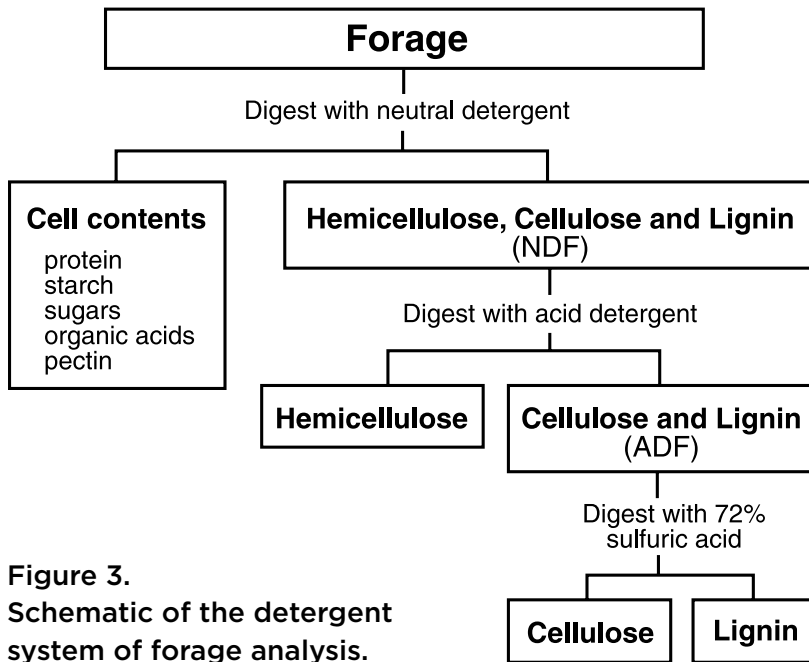 Forage
Digest with neutral detergent
Cell contents
protein
starch
sugars
organic acids
pectin
Hemicellulose, Cellulose and Lignin
(NDF)
Digest with acid detergent
Hemicellulose
Cellulose and Lignin
(ADF)
Digest with 72%
sulfuric acid
Cellulose
Lignin
Figure 3.
Schematic of the detergent
system of forage analysis.